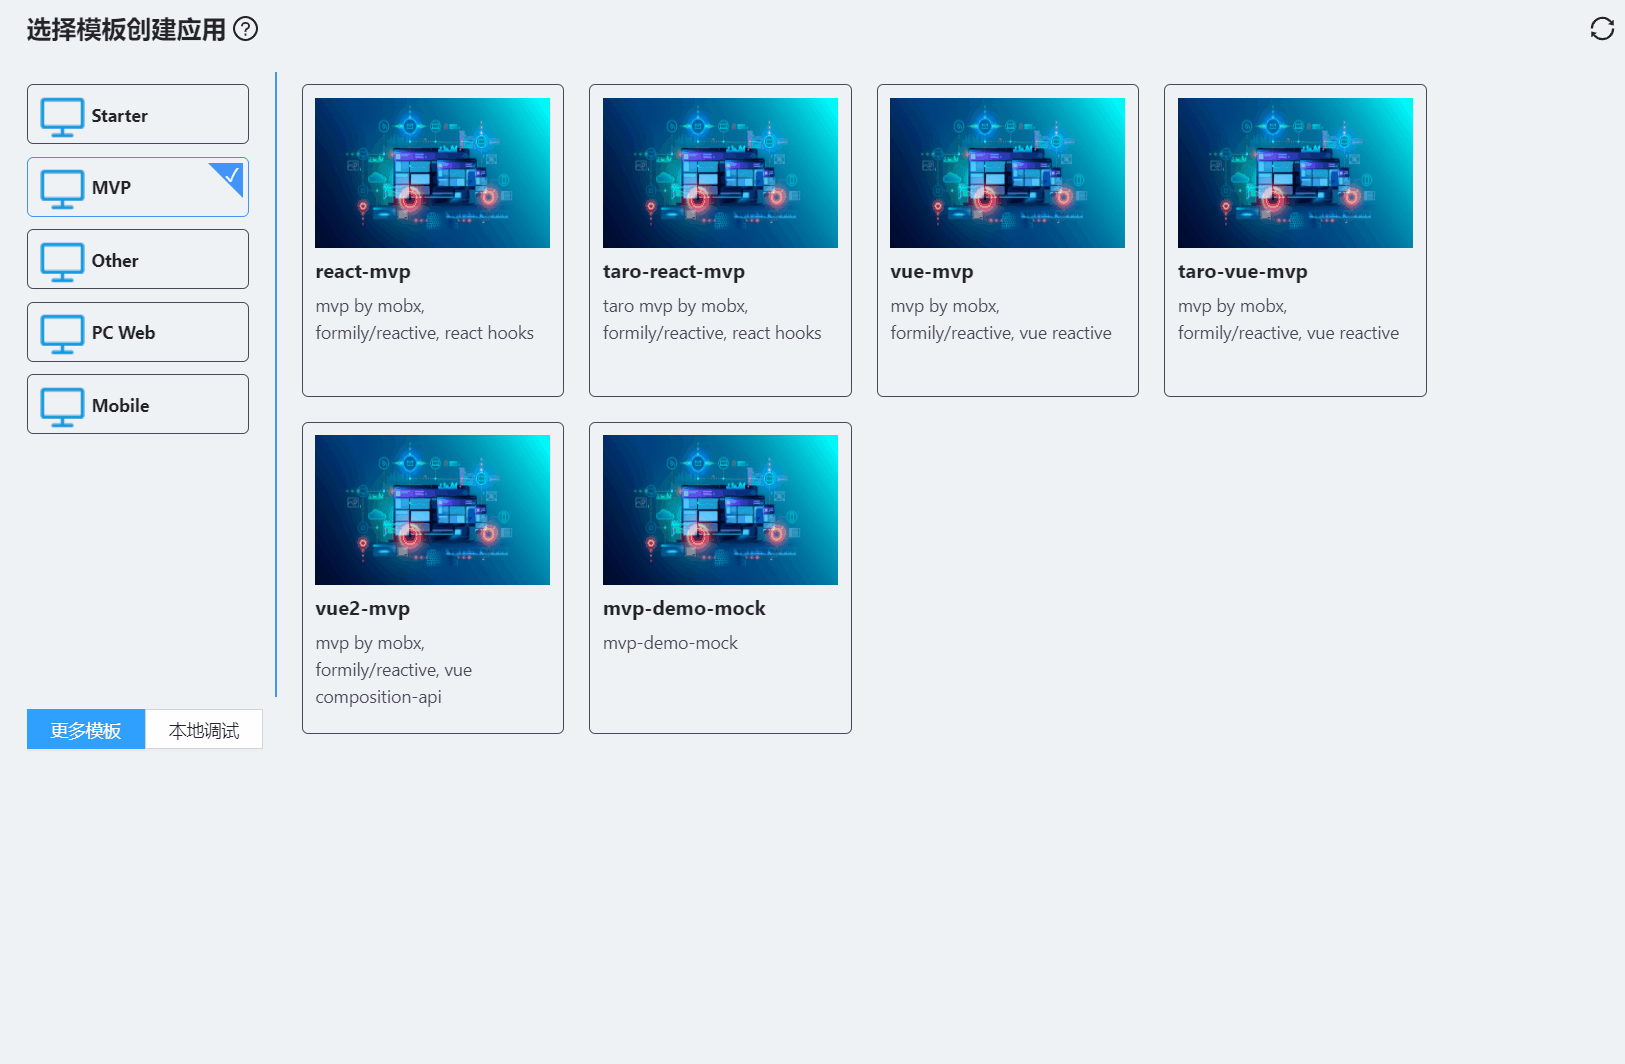 选择模板创建应用
Starter
MVP
Other
PC Web
Mobile
更多模板
本地调试
react-mvp
mvp by mobx,
formily/reactive, react hooks
taro-react-mvp
taro mvp by mobx,
formily/reactive, react hooks
vue-mvp
mvp by mobx,
formily/reactive, vue reactive
taro-vue-mvp
mvp by mobx,
formily/reactive, vue reactive
vue2-mvp
mvp by mobx,
formily/reactive, vue
composition-api
mvp-demo-mock
mvp-demo-mock